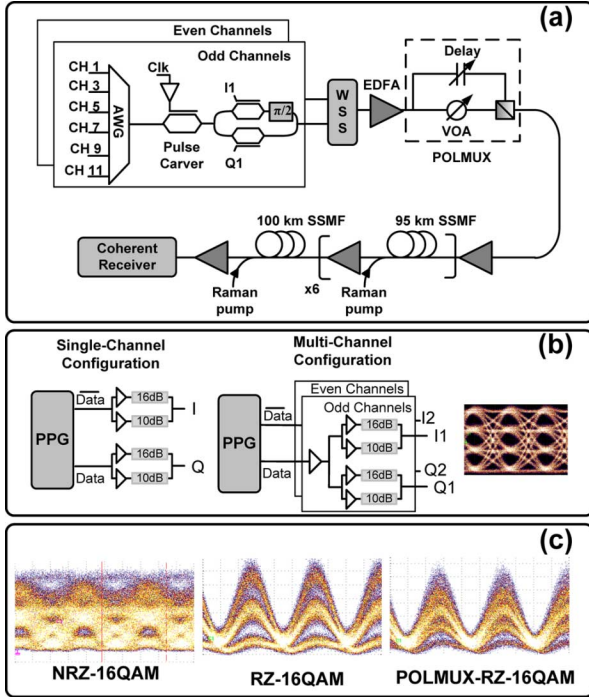 (a)
Even Channels
Odd Channels
CH 1
CH 3
CH 5
CH 7
CH 9
CH 11
AWG
Clk
Pulse
Carver
I1
π/2
Q1
WSS
EDFA
Delay
VOA
POLMUX
Coherent
Receiver
100 km SSMF
95 km SSMF
Raman
pump
x6
Raman
pump
(b)
Single-Channel
Configuration
Multi-Channel
Configuration
PPG
Data
Data
16dB
10dB
I
16dB
10dB
Q
PPG
Data
Data
Even Channels
Odd Channels
16dB
10dB
16dB
10dB
I2
I1
Q2
Q1
(c)
NRZ-16QAM
RZ-16QAM
POLMUX-RZ-16QAM